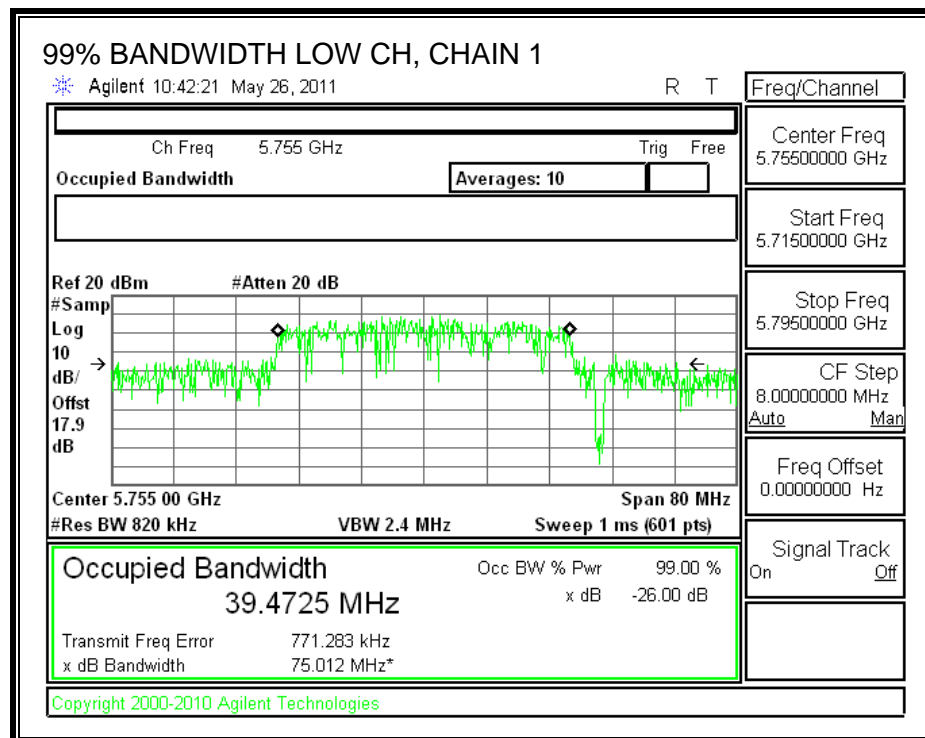 99% BANDWIDTH LOW CH, CHAIN 1
Agilent 10:42:21 May 26, 2011 R T
Freq/Channel
Ch Freq 5.755 GHz Trig Free
Occupied Bandwidth Averages: 10
Center Freq
5.75500000 GHz
Start Freq
5.71500000 GHz
Stop Freq
5.79500000 GHz
CF Step
8.00000000 MHz
Auto Man
Freq Offset
0.00000000 Hz
Signal Track
On Off
Ref 20 dBm #Atten 20 dB
#Samp
Log
10
dB/
Offst
17.9
dB
Center 5.755 00 GHz Span 80 MHz
#Res BW 820 kHz VBW 2.4 MHz Sweep 1 ms (601 pts)
Occupied Bandwidth Occ BW % Pwr 99.00 %
39.4725 MHz x dB -26.00 dB
Transmit Freq Error 771.283 kHz
x dB Bandwidth 75.012 MHz*
Copyright 2000-2010 Agilent Technologies